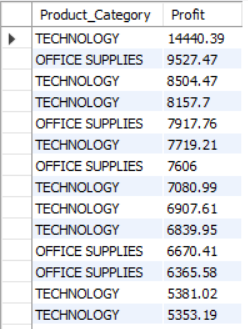 Product_Category Profit
TECHNOLOGY 14440.39
OFFICE SUPPLIES 9527.47
TECHNOLOGY 8504.47
TECHNOLOGY 8157.7
OFFICE SUPPLIES 7917.76
TECHNOLOGY 7719.21
OFFICE SUPPLIES 7606
TECHNOLOGY 7080.99
TECHNOLOGY 6907.61
TECHNOLOGY 6839.95
OFFICE SUPPLIES 6670.41
OFFICE SUPPLIES 6365.58
TECHNOLOGY 5381.02
TECHNOLOGY 5353.19